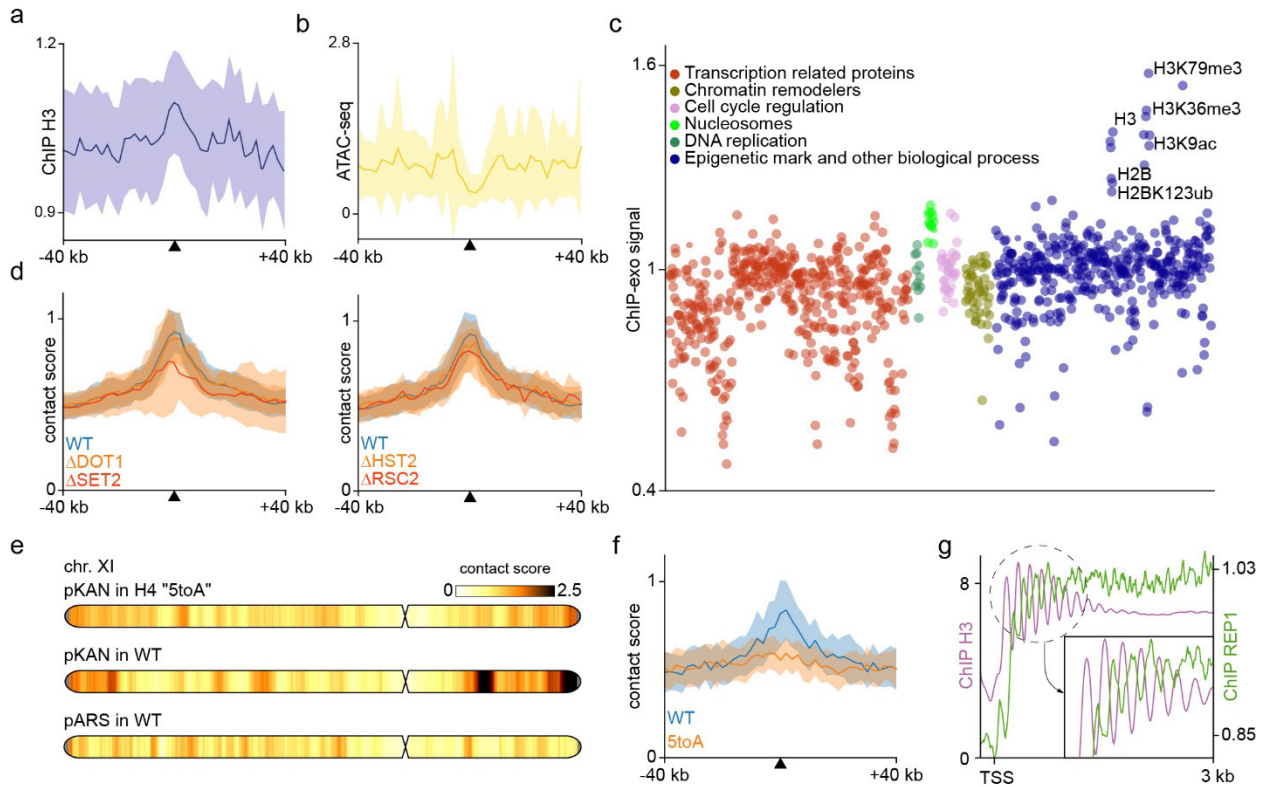 a
1.2
ChIP H3
0.9
-40 kb
+40 kb
b
2.8
ATAC-seq
0
-40 kb
+40 kb
c
1.6
ChIP-exo signal
1
0.4
Transcription related proteins
Chromatin remodelers
Cell cycle regulation
Nucleosomes
DNA replication
Epigenetic mark and other biological process
H3K79me3
H3K36me3
H3
H3K9ac
H2B
H2BK123ub
d
1
contact score
WT
ΔDOT1
ΔSET2
0
-40 kb
+40 kb
1
contact score
WT
ΔHST2
ΔRSC2
0
-40 kb
+40 kb
e
chr. XI
contact score
pKAN in H4 "5toA"
0
2.5
pKAN in WT
pARS in WT
f
1
contact score
WT
5toA
0
-40 kb
+40 kb
g
8
ChIP H3
0
1.03
ChIP REP1
0.85
TSS
3 kb